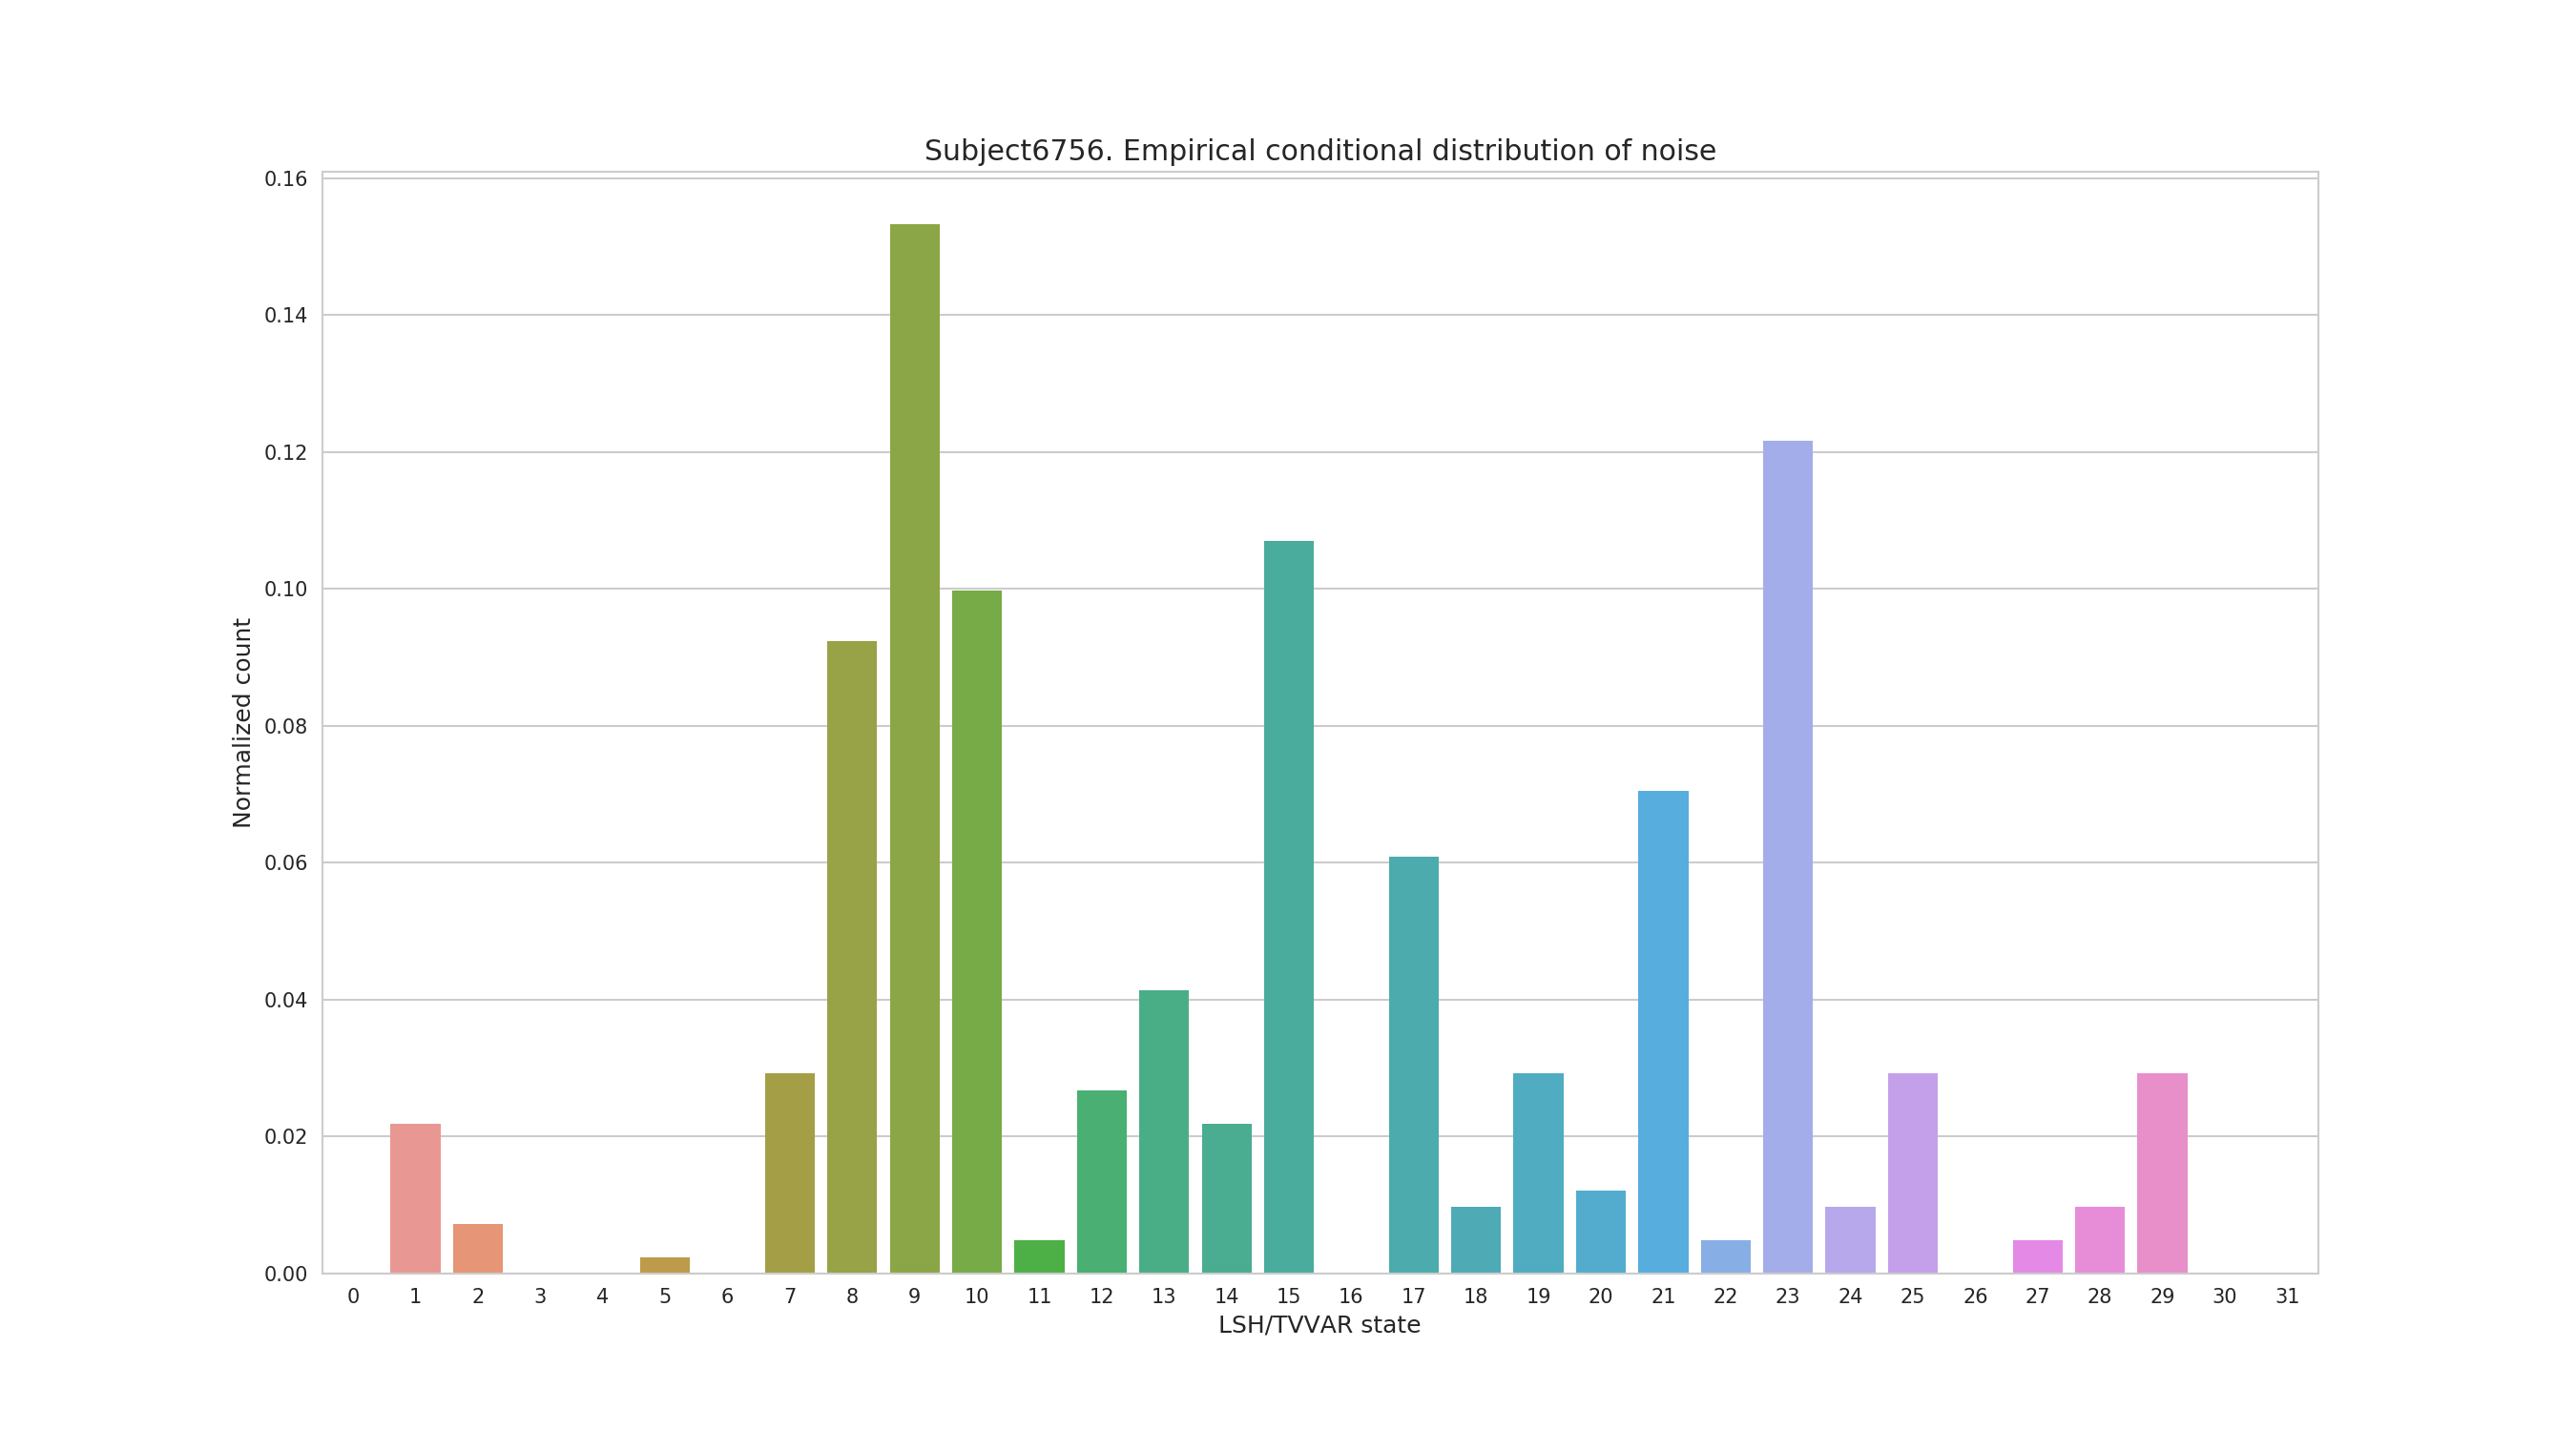 Subject6756. Empirical conditional distribution of noise
0.16
0.14
0.12
0.10
0.08
0.06
0.04
0.02
0.00
Normalized count
0 1 2 3 4 5 6 7 8 9 10 11 12 13 14 15 16 17 18 19 20 21 22 23 24 25 26 27 28 29 30 31
LSH/TVVAR state